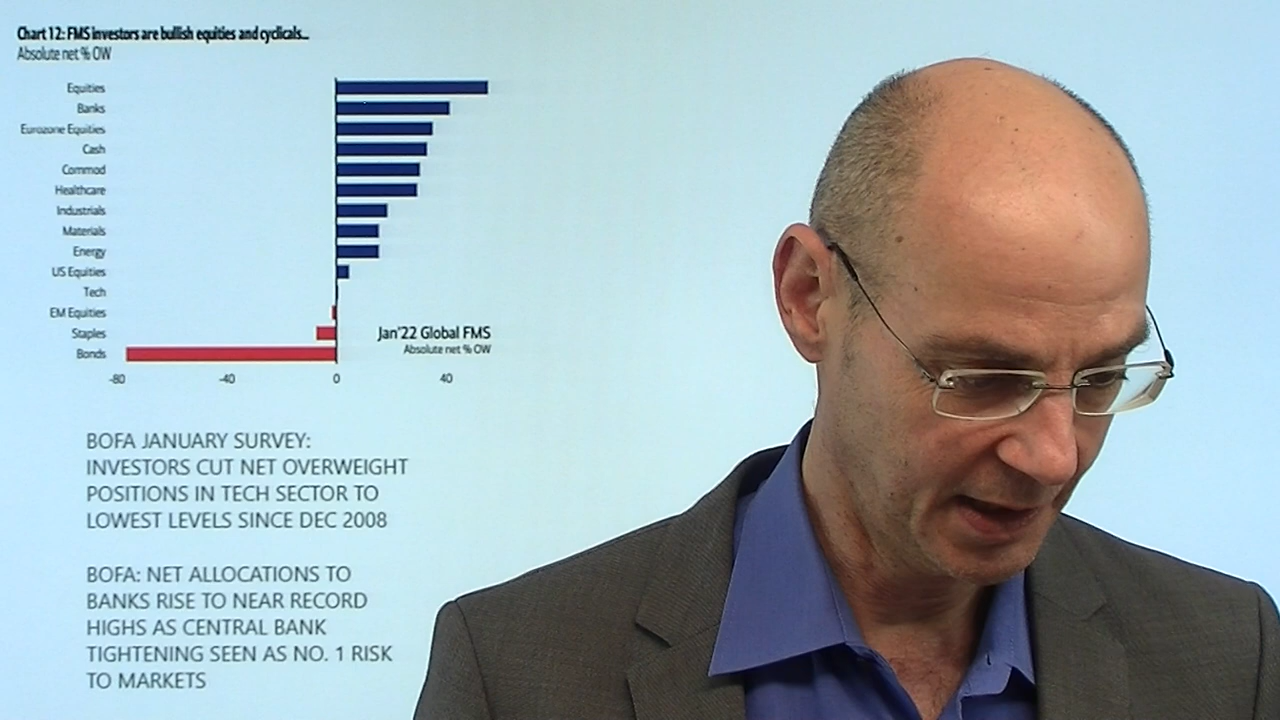 Chart 12: FMS investors are bullish equities and cyclicals...
Absolute net % OW
Equities
Banks
Eurozone Equities
Cash
Commod
Healthcare
Industrials
Materials
Energy
US Equities
Tech
EM Equities
Staples
Bonds
Jan'22 Global FMS
Absolute net % OW
-80 -40 0 40
BOFA JANUARY SURVEY:
INVESTORS CUT NET OVERWEIGHT
POSITIONS IN TECH SECTOR TO
LOWEST LEVELS SINCE DEC 2008
BOFA: NET ALLOCATIONS TO
BANKS RISE TO NEAR RECORD
HIGHS AS CENTRAL BANK
TIGHTENING SEEN AS NO. 1 RISK
TO MARKETS